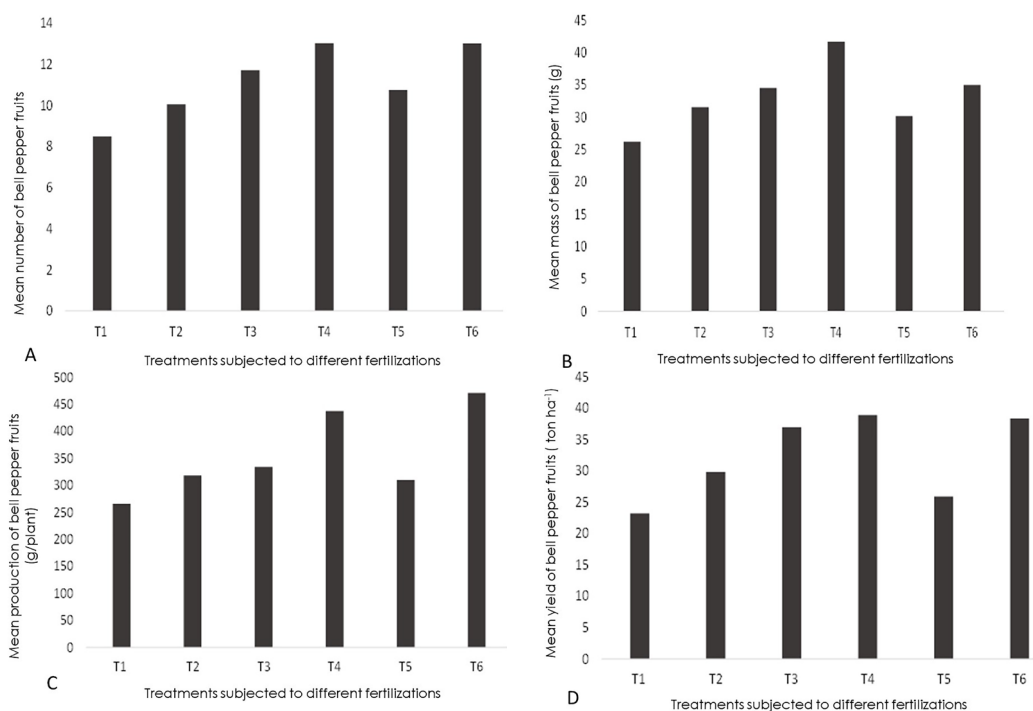 Mean number of bell pepper fruits
14
12
10
8
6
4
2
0
T1 T2 T3 T4 T5 T6
A
Treatments subjected to different fertilizations
Mean mass of bell pepper fruits (g)
45
40
35
30
25
20
15
10
5
0
T1 T2 T3 T4 T5 T6
B
Treatments subjected to different fertilizations
Mean production of bell pepper fruits
(g/plant)
500
450
400
350
300
250
200
150
100
50
0
T1 T2 T3 T4 T5 T6
C
Treatments subjected to different fertilizations
Mean yield of bell pepper fruits ( ton ha⁻¹)
45
40
35
30
25
20
15
10
5
0
T1 T2 T3 T4 T5 T6
D
Treatments subjected to different fertilizations